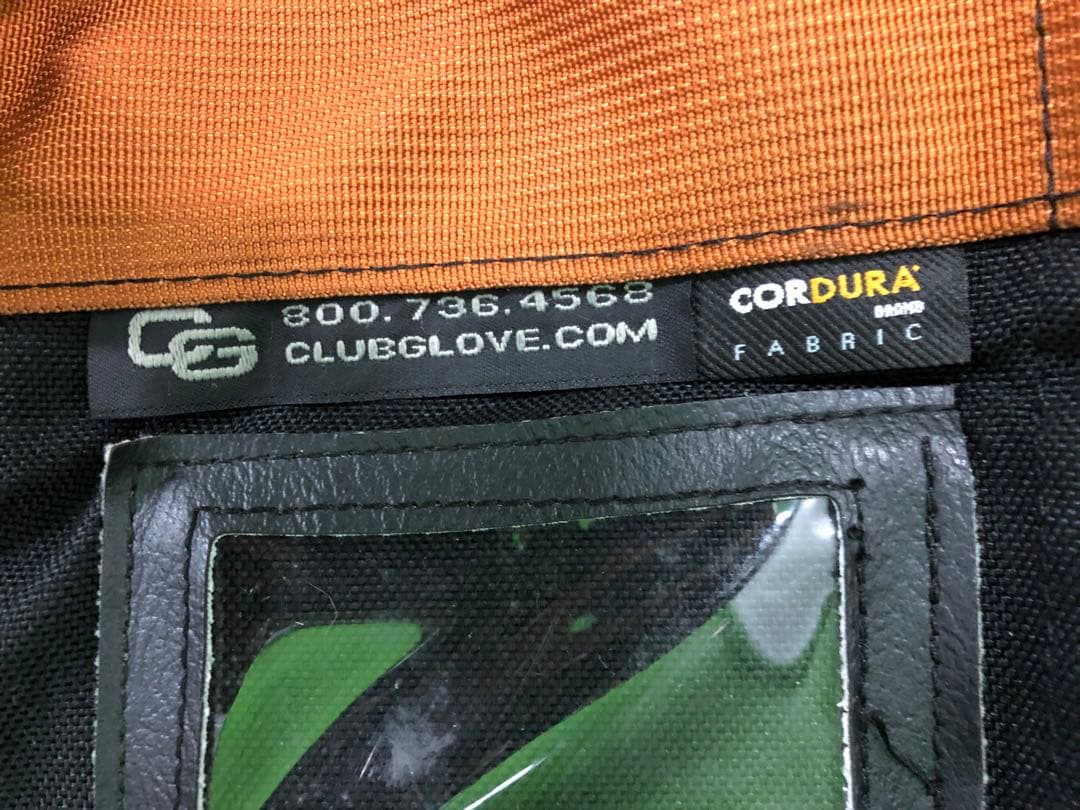 CG
800.736.4568
CLUBGLOVE.COM
CORDURA
BRAND
FABRIC